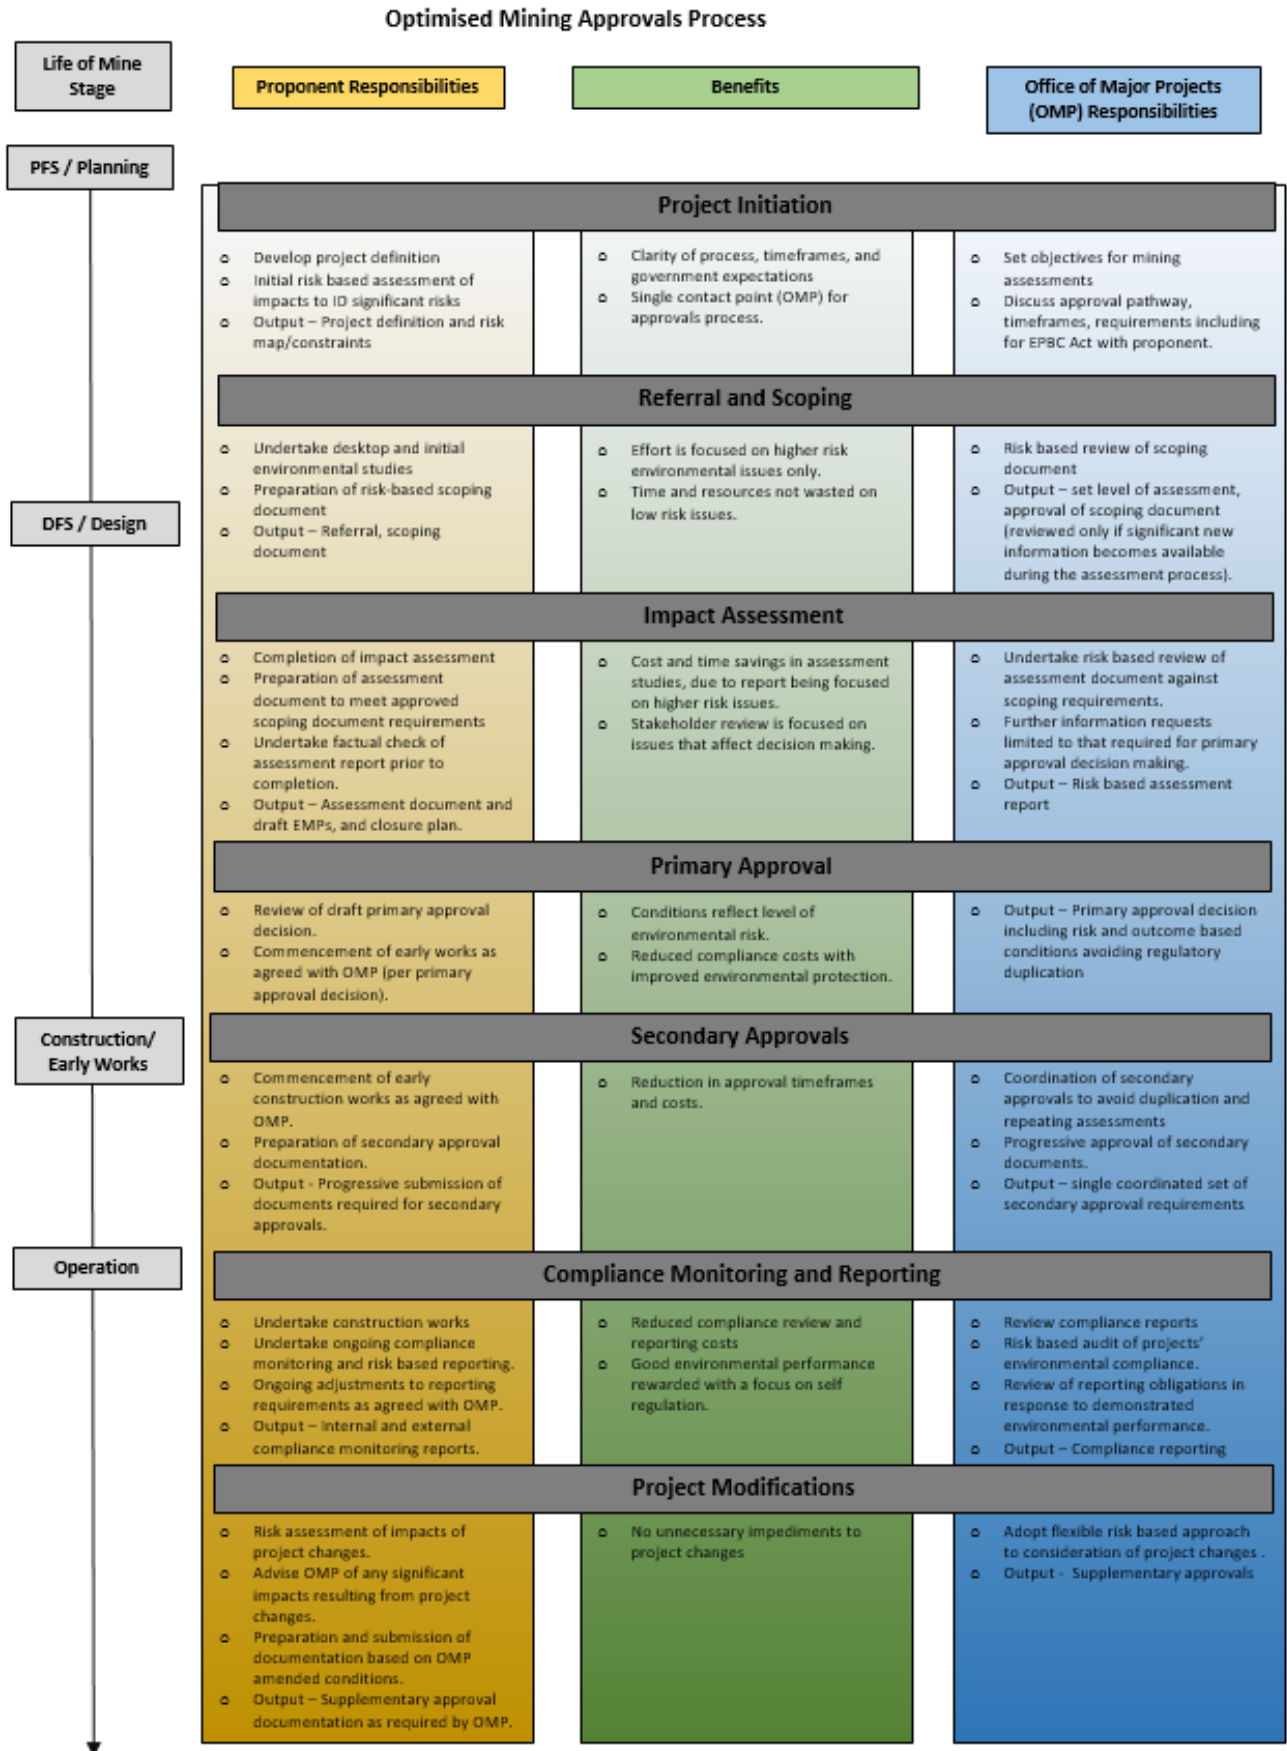 Optimised Mining Approvals Process
Life of Mine
Stage
Proponent Responsibilities
Benefits
Office of Major Projects
(OMP) Responsibilities
PFS / Planning
Project Initiation
o Develop project definition
o Initial risk based assessment of
impacts to ID significant risks
o Output – Project definition and risk
map/constraints
o Clarity of process, timeframes, and
government expectations
o Single contact point (OMP) for
approvals process.
o Set objectives for mining
assessments
o Discuss approval pathway,
timeframes, requirements including
for EPBC Act with proponent.
Referral and Scoping
o Undertake desktop and initial
environmental studies
o Preparation of risk-based scoping
document
o Output – Referral, scoping
document
o Effort is focused on higher risk
environmental issues only.
o Time and resources not wasted on
low risk issues.
o Risk based review of scoping
document
o Output – set level of assessment,
approval of scoping document
(reviewed only if significant new
information becomes available
during the assessment process).
DFS / Design
Impact Assessment
o Completion of impact assessment
o Preparation of assessment
document to meet approved
scoping document requirements
o Undertake factual check of
assessment report prior to
completion.
o Output – Assessment document and
draft EMPs, and closure plan.
o Cost and time savings in assessment
studies, due to report being focused
on higher risk issues.
o Stakeholder review is focused on
issues that affect decision making.
o Undertake risk based review of
assessment document against
scoping requirements.
o Further information requests
limited to that required for primary
approval decision making.
o Output – Risk based assessment
report
Primary Approval
o Review of draft primary approval
decision.
o Commencement of early works as
agreed with OMP (per primary
approval decision).
o Conditions reflect level of
environmental risk.
o Reduced compliance costs with
improved environmental protection.
o Output – Primary approval decision
including risk and outcome based
conditions avoiding regulatory
duplication
Construction/
Early Works
Secondary Approvals
o Commencement of early
construction works as agreed with
OMP.
o Preparation of secondary approval
documentation.
o Output - Progressive submission of
documents required for secondary
approvals.
o Reduction in approval timeframes
and costs.
o Coordination of secondary
approvals to avoid duplication and
repeating assessments
o Progressive approval of secondary
documents.
o Output – single coordinated set of
secondary approval requirements
Operation
Compliance Monitoring and Reporting
o Undertake construction works
o Undertake ongoing compliance
monitoring and risk based reporting.
o Ongoing adjustments to reporting
requirements as agreed with OMP.
o Output – Internal and external
compliance monitoring reports.
o Reduced compliance review and
reporting costs
o Good environmental performance
rewarded with a focus on self
regulation.
o Review compliance reports
o Risk based audit of projects'
environmental compliance.
o Review of reporting obligations in
response to demonstrated
environmental performance.
o Output – Compliance reporting
Project Modifications
o Risk assessment of impacts of
project changes.
o Advise OMP of any significant
impacts resulting from project
changes.
o Preparation and submission of
documentation based on OMP
amended conditions.
o Output – Supplementary approval
documentation as required by OMP.
o No unnecessary impediments to
project changes
o Adopt flexible risk based approach
to consideration of project changes .
o Output - Supplementary approvals